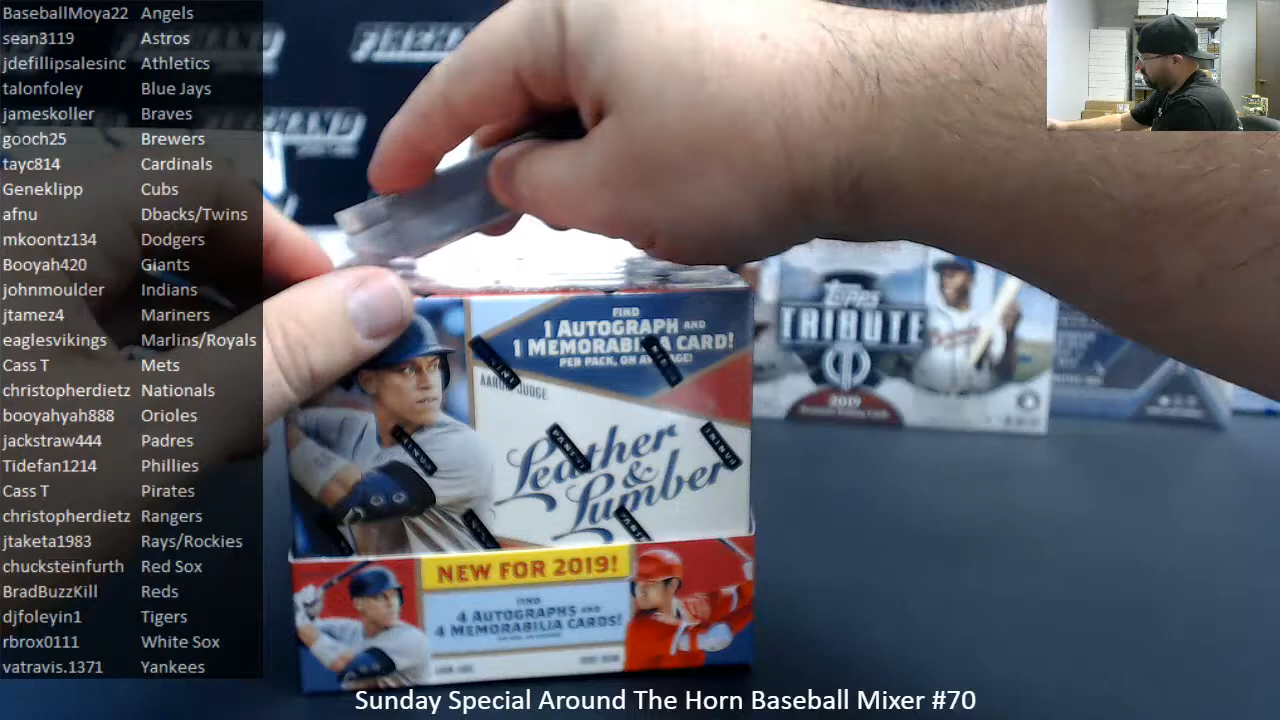 BaseballMoya22 Angels
sean3119 Astros
jdefillipsalesinc Athletics
talonfoley Blue Jays
jameskoller Braves
gooch25 Brewers
tayc814 Cardinals
Geneklipp Cubs
afnu Dbacks/Twins
mkoontz134 Dodgers
Booyah420 Giants
johnmoulder Indians
jtamez4 Mariners
eaglesvikings Marlins/Royals
Cass T Mets
christopherdietz Nationals
booyahyah888 Orioles
jackstraw444 Padres
Tidefan1214 Phillies
Cass T Pirates
christopherdietz Rangers
jtaketa1983 Rays/Rockies
chucksteinfurth Red Sox
BradBuzzKill Reds
djfoleyin1 Tigers
rbrox0111 White Sox
vatravis.1371 Yankees
FIND
1 AUTOGRAPH AND
1 MEMORABILIA CARD!
PER PACK, ON AVERAGE!
AARON JUDGE
Leather
&
Lumber
NEW FOR 2019!
FIND
4 AUTOGRAPHS AND
4 MEMORABILIA CARDS!
Topps
TRIBUTE
2019
Sunday Special Around The Horn Baseball Mixer #70